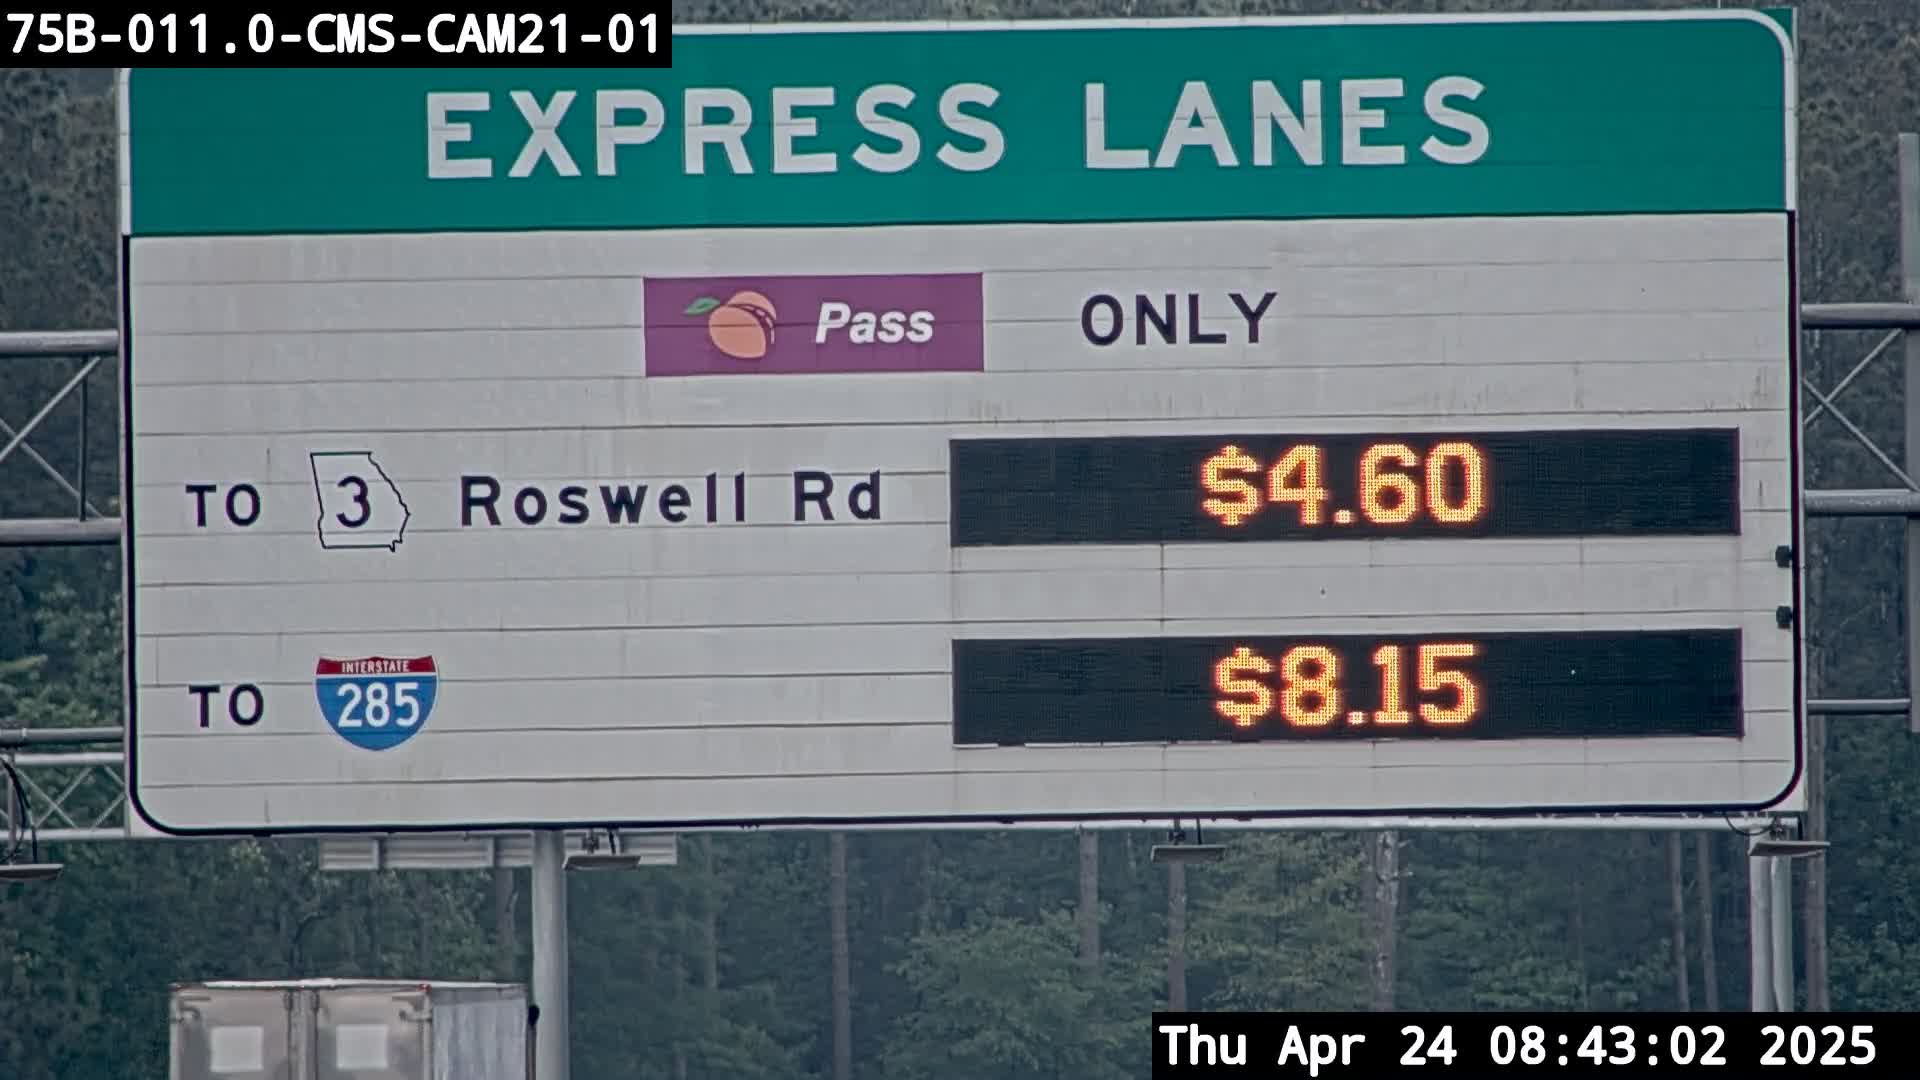 75B-011.0-CMS-CAM21-01
EXPRESS LANES
Pass ONLY
TO 3 Roswell Rd $4.60
INTERSTATE
TO 285 $8.15
Thu Apr 24 08:43:02 2025